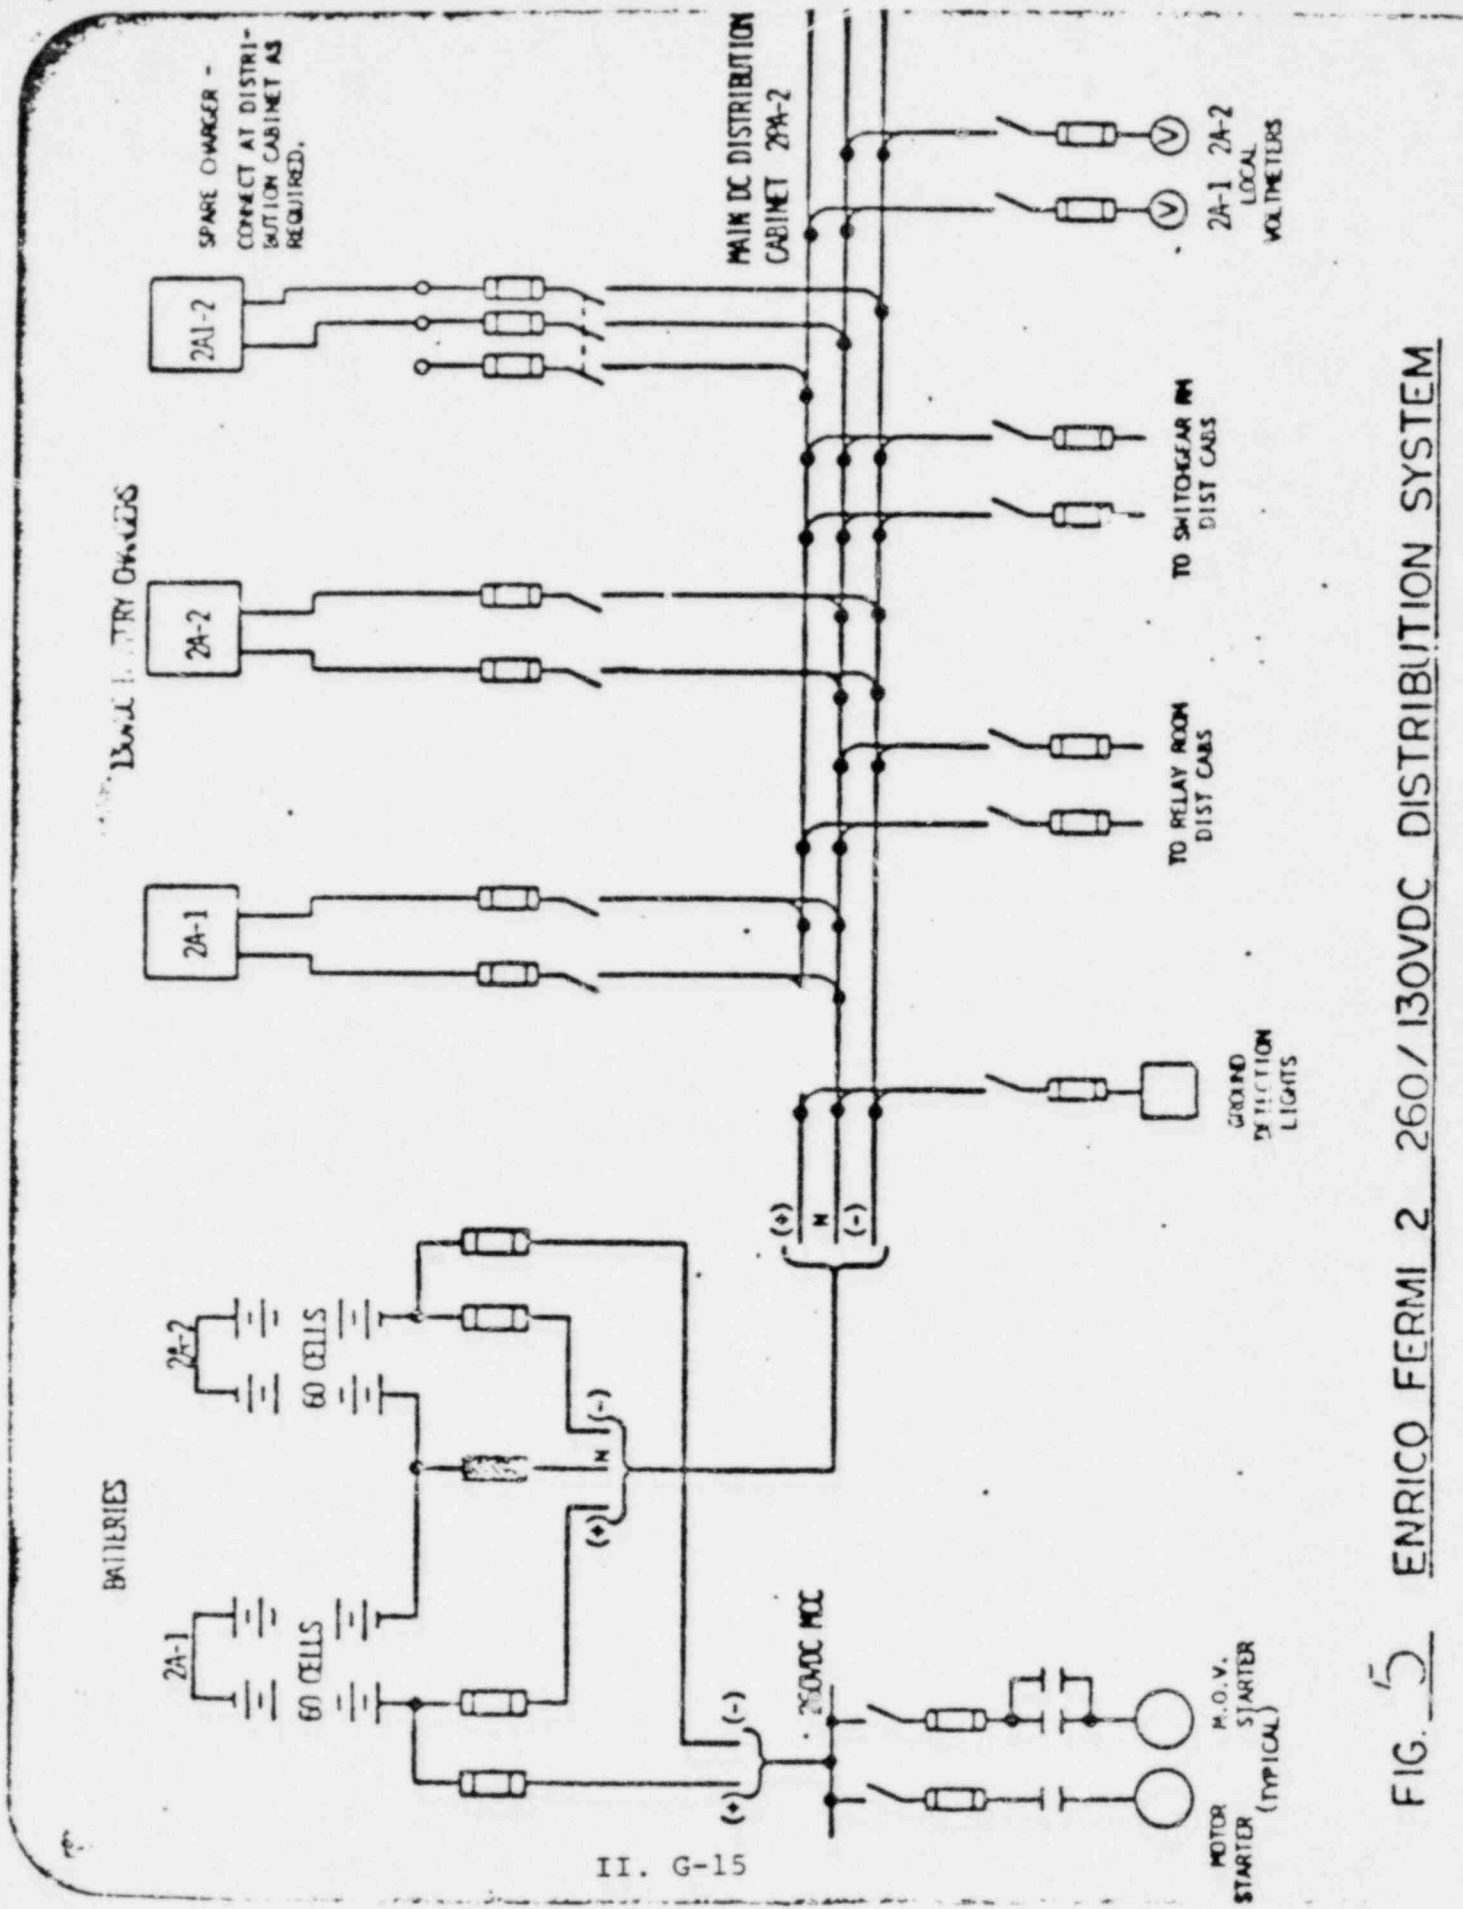 BATTERIES
2A-1
60 CELLS
2A-2
60 CELLS
2A-1
2A-2
2A1-2
SPARE CHARGER -
CONNECT AT DISTRI-
BUTION CABINET AS
REQUIRED.
(+)
N
(-)
(+)
(-)
260VDC MCC
(+)
N
(-)
MAIN DC DISTRIBUTION
CABINET 2PA-2
MOTOR
STARTER
M.O.V.
STARTER
(TYPICAL)
GROUND
DETECTION
LIGHTS
TO RELAY ROOM
DIST CABS
TO SWITCHGEAR RM
DIST CABS
V
V
2A-1 2A-2
LOCAL
VOLTMETERS
FIG. 5 ENRICO FERMI 2 260/130VDC DISTRIBUTION SYSTEM
II. G-15